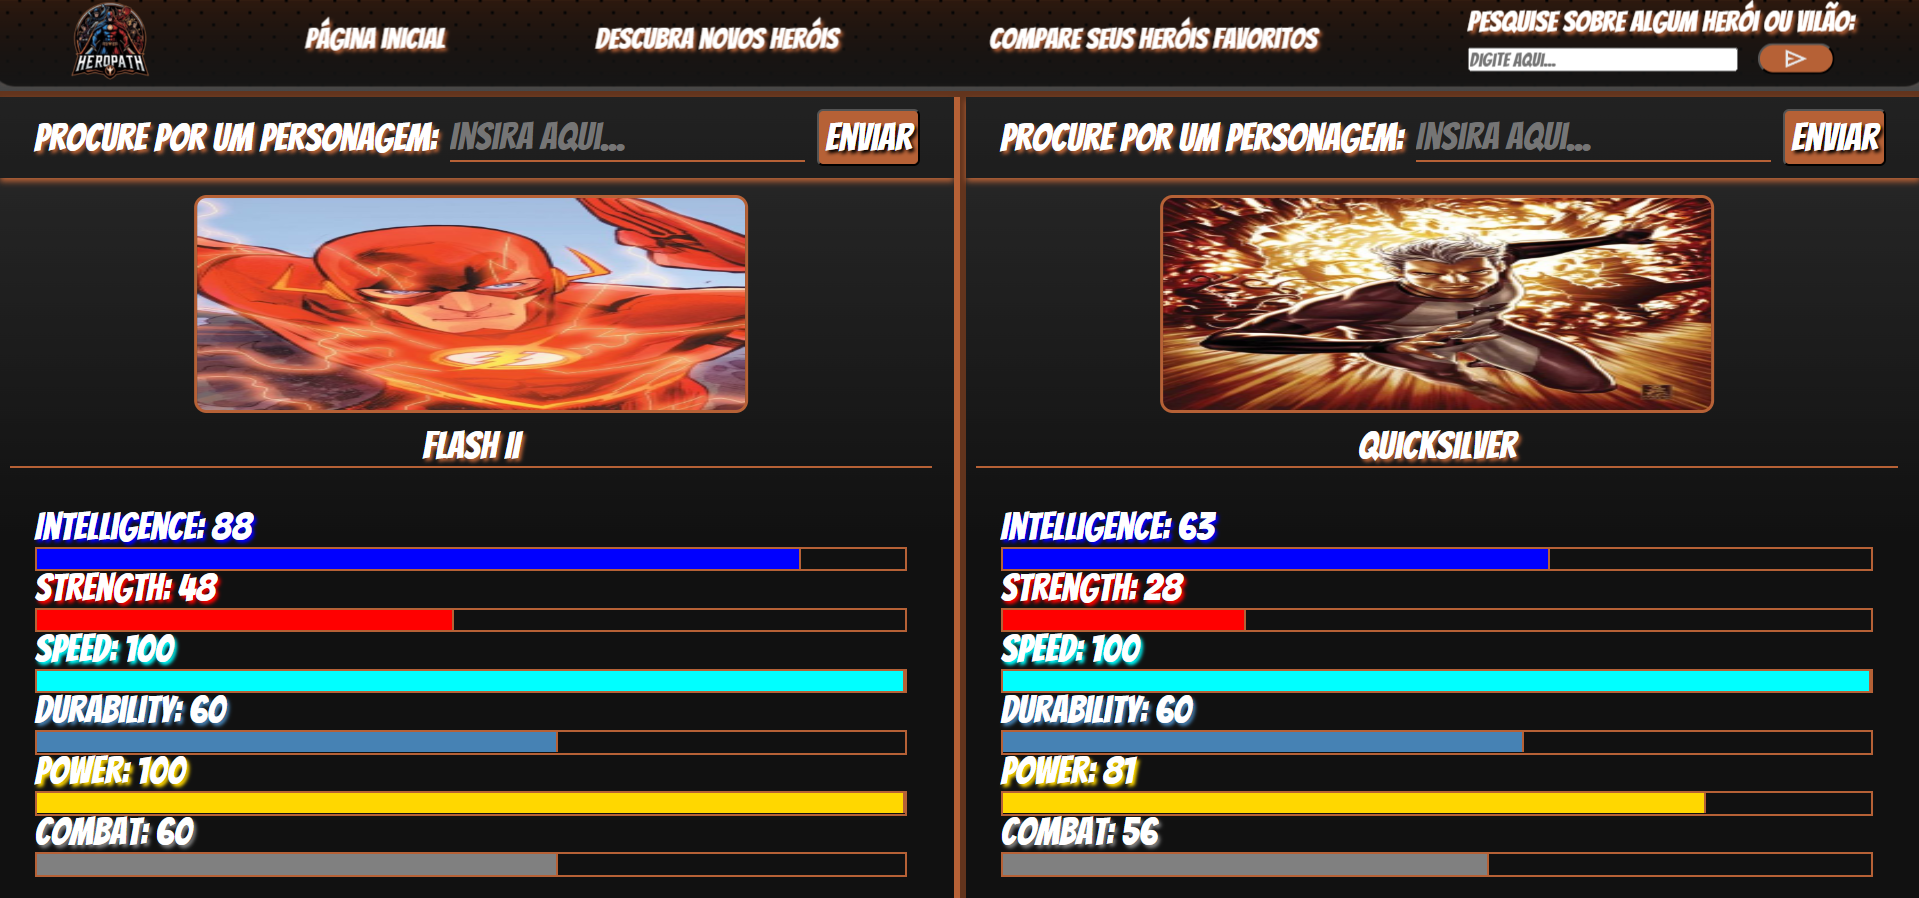 HEROPATH
PÁGINA INICIAL
DESCUBRA NOVOS HERÓIS
COMPARE SEUS HERÓIS FAVORITOS
PESQUISE SOBRE ALGUM HERÓI OU VILÃO:
DIGITE AQUI...
PROCURE POR UM PERSONAGEM: INSIRA AQUI... ENVIAR
FLASH II
INTELLIGENCE: 88
STRENGTH: 48
SPEED: 100
DURABILITY: 60
POWER: 100
COMBAT: 60
PROCURE POR UM PERSONAGEM: INSIRA AQUI... ENVIAR
QUICKSILVER
INTELLIGENCE: 63
STRENGTH: 28
SPEED: 100
DURABILITY: 60
POWER: 81
COMBAT: 56